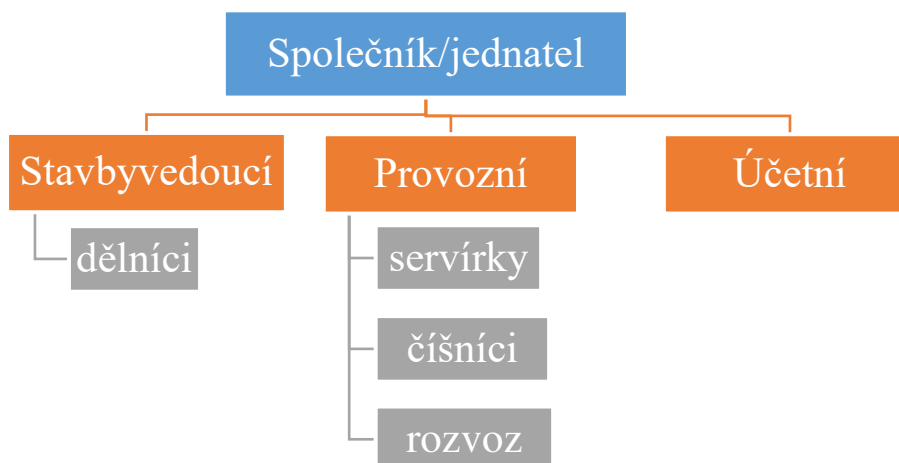 Společník/jednatel
Stavbyvedoucí
dělníci
Provozní
servírky
číšníci
rozvoz
Účetní